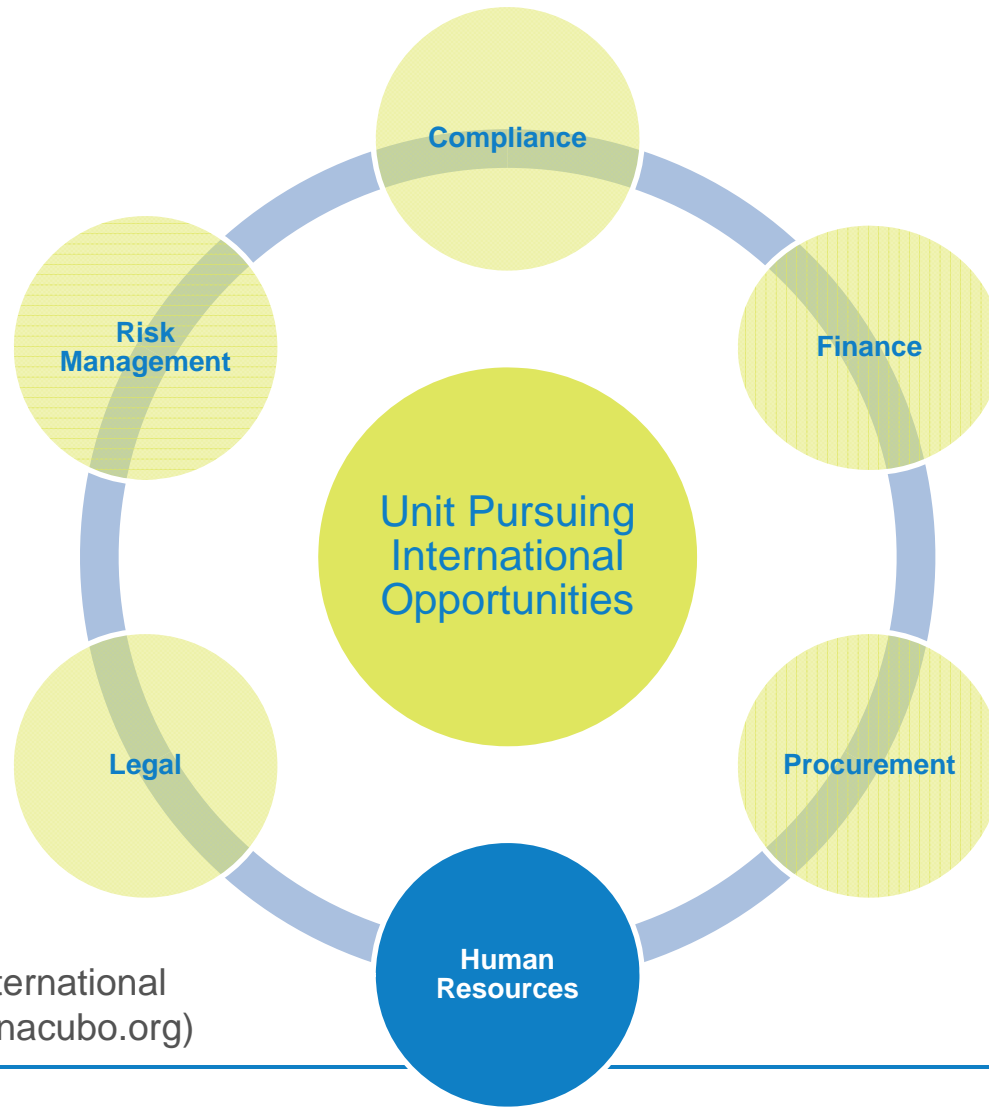 Compliance
Risk
Management
Finance
Unit Pursuing
International
Opportunities
Legal
Procurement
Human
Resources
ternational
nacubo.org)